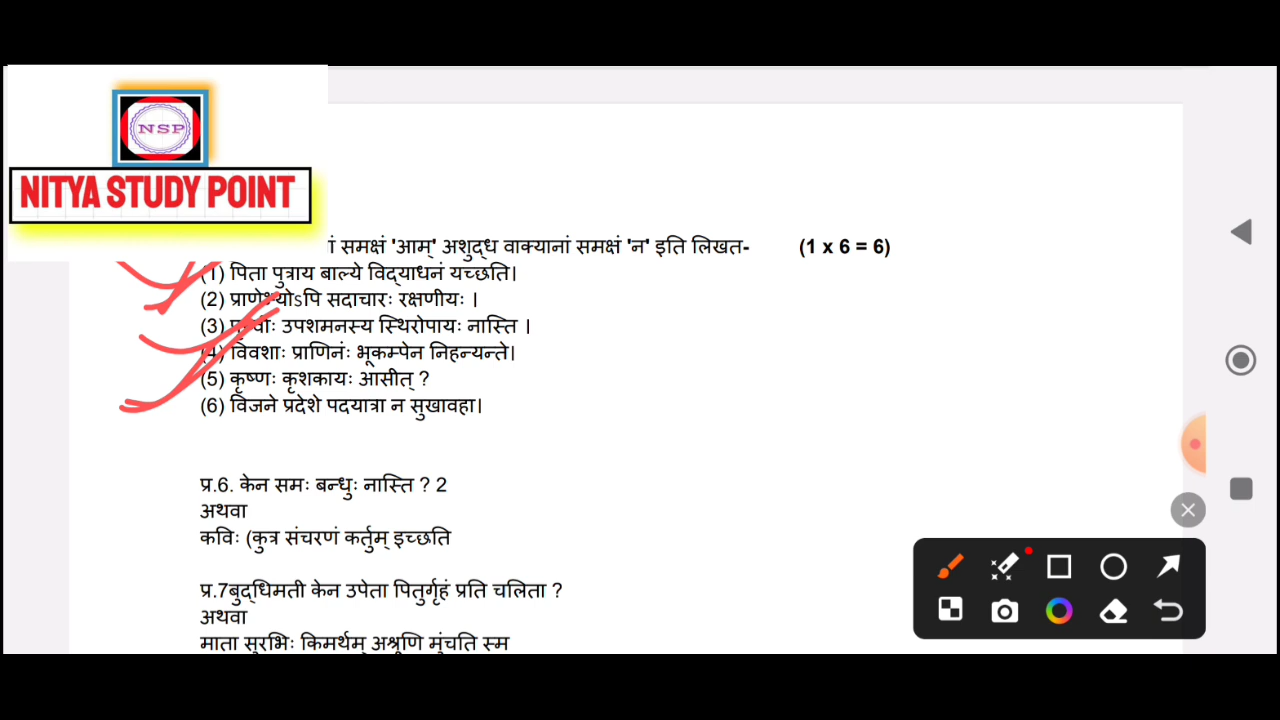 NSP
NITYA STUDY POINT
समक्षं 'आम्' अशुद्ध वाक्यानां समक्षं 'न' इति लिखत- (1 x 6 = 6)
(1) पिता पुत्राय बाल्ये विद्याधनं यच्छति।
(2) प्राणेभ्योऽपि सदाचारः रक्षणीयः ।
(3) पृथ्वीः उपशमनस्य स्थिरोपायः नास्ति ।
(4) विवशाः प्राणिनः भूकम्पेन निहन्यन्ते।
(5) कृष्णः कृशकायः आसीत् ?
(6) विजने प्रदेशे पदयात्रा न सुखावहा।
प्र.6. केन समः बन्धुः नास्ति ? 2
अथवा
कविः (कुत्र संचरणं कर्तुम् इच्छति
प्र.7बुद्धिमती केन उपेता पितुर्गृहं प्रति चलिता ?
अथवा
माता सुरभिः किमर्थम् अश्रूणि मुंचति स्म